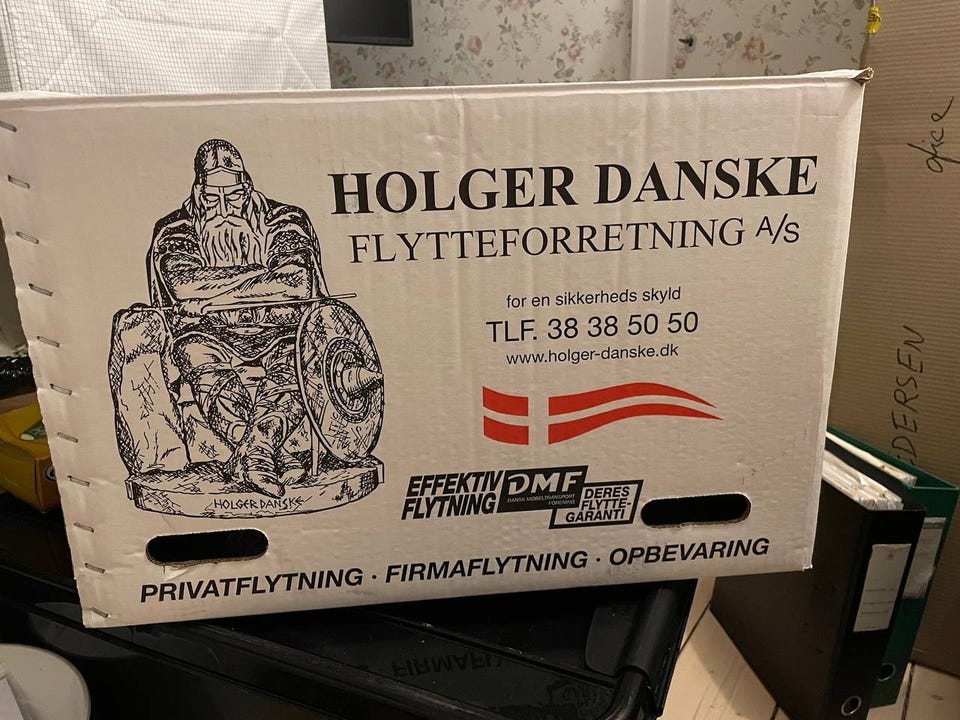 HOLGER DANSKE
FLYTTEFORRETNING A/S
for en sikkerheds skyld
TLF. 38 38 50 50
www.holger-danske.dk
HOLGER DANSKE
EFFEKTIV
FLYTNING
DMF
DANSK MØBELTRANSPORT
FORENING
DERES
FLYTTE-
GARANTI
PRIVATFLYTNING · FIRMAFLYTNING · OPBEVARING
EDERSEN